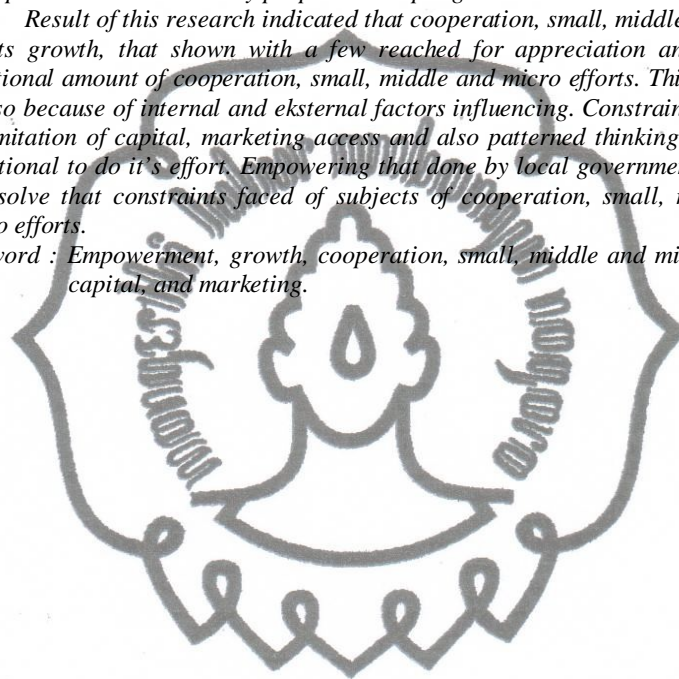 Result of this research indicated that cooperation, small, middle
ts growth, that shown with a few reached for appreciation an
tional amount of cooperation, small, middle and micro efforts. Thi
so because of internal and eksternal factors influencing. Constrain
mitation of capital, marketing access and also patterned thinking
tional to do it's effort. Empowering that done by local governme
solve that constraints faced of subjects of cooperation, small,
o efforts.
vord : Empowerment, growth, cooperation, small, middle and mi
capital, and marketing.